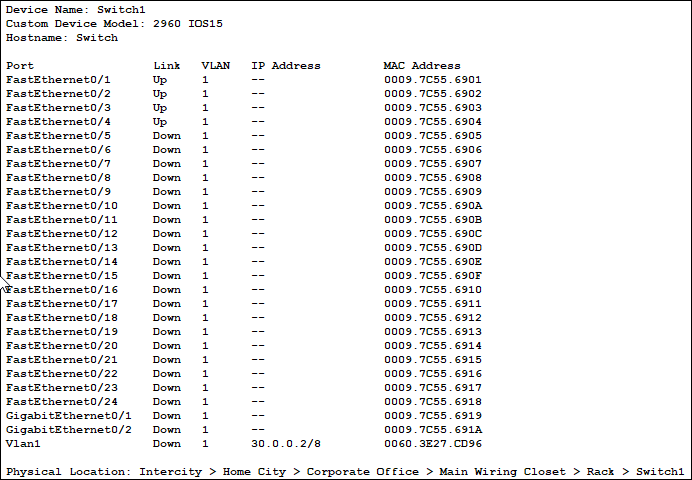 Device Name: Switch1
Custom Device Model: 2960 IOS15
Hostname: Switch
Port Link VLAN IP Address MAC Address
FastEthernet0/1 Up 1 -- 0009.7C55.6901
FastEthernet0/2 Up 1 -- 0009.7C55.6902
FastEthernet0/3 Up 1 -- 0009.7C55.6903
FastEthernet0/4 Up 1 -- 0009.7C55.6904
FastEthernet0/5 Down 1 -- 0009.7C55.6905
FastEthernet0/6 Down 1 -- 0009.7C55.6906
FastEthernet0/7 Down 1 -- 0009.7C55.6907
FastEthernet0/8 Down 1 -- 0009.7C55.6908
FastEthernet0/9 Down 1 -- 0009.7C55.6909
FastEthernet0/10 Down 1 -- 0009.7C55.690A
FastEthernet0/11 Down 1 -- 0009.7C55.690B
FastEthernet0/12 Down 1 -- 0009.7C55.690C
FastEthernet0/13 Down 1 -- 0009.7C55.690D
FastEthernet0/14 Down 1 -- 0009.7C55.690E
FastEthernet0/15 Down 1 -- 0009.7C55.690F
FastEthernet0/16 Down 1 -- 0009.7C55.6910
FastEthernet0/17 Down 1 -- 0009.7C55.6911
FastEthernet0/18 Down 1 -- 0009.7C55.6912
FastEthernet0/19 Down 1 -- 0009.7C55.6913
FastEthernet0/20 Down 1 -- 0009.7C55.6914
FastEthernet0/21 Down 1 -- 0009.7C55.6915
FastEthernet0/22 Down 1 -- 0009.7C55.6916
FastEthernet0/23 Down 1 -- 0009.7C55.6917
FastEthernet0/24 Down 1 -- 0009.7C55.6918
GigabitEthernet0/1 Down 1 -- 0009.7C55.6919
GigabitEthernet0/2 Down 1 -- 0009.7C55.691A
Vlan1 Down 1 30.0.0.2/8 0060.3E27.CD96
Physical Location: Intercity > Home City > Corporate Office > Main Wiring Closet > Rack > Switch1